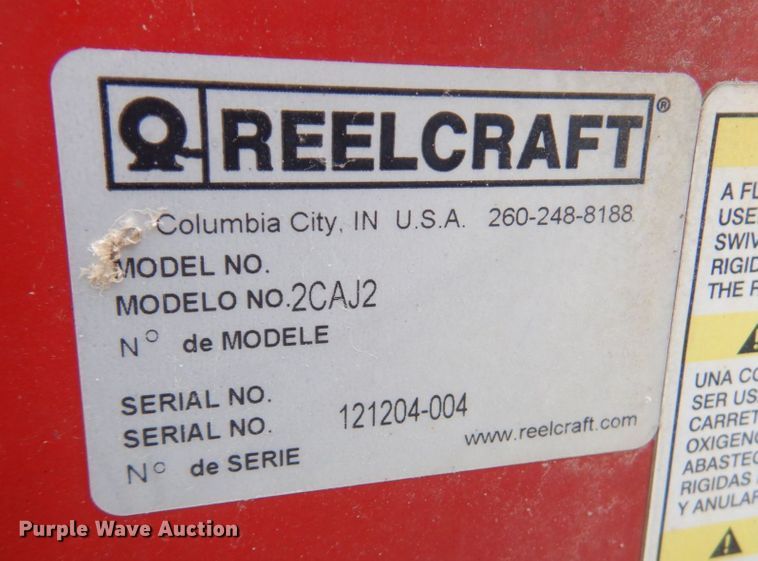 REELCRAFT®
Columbia City, IN U.S.A. 260-248-8188
MODEL NO.
MODELO NO. 2CAJ2
N° de MODELE
SERIAL NO.
SERIAL NO. 121204-004
N° de SERIE
www.reelcraft.com
A FL
USE
SWIV
RIGID
THE F
UNA CO
SER US
CARRET
OXIGEN
ABASTEC
RIGIDAS
Y ANULAR
Purple Wave Auction